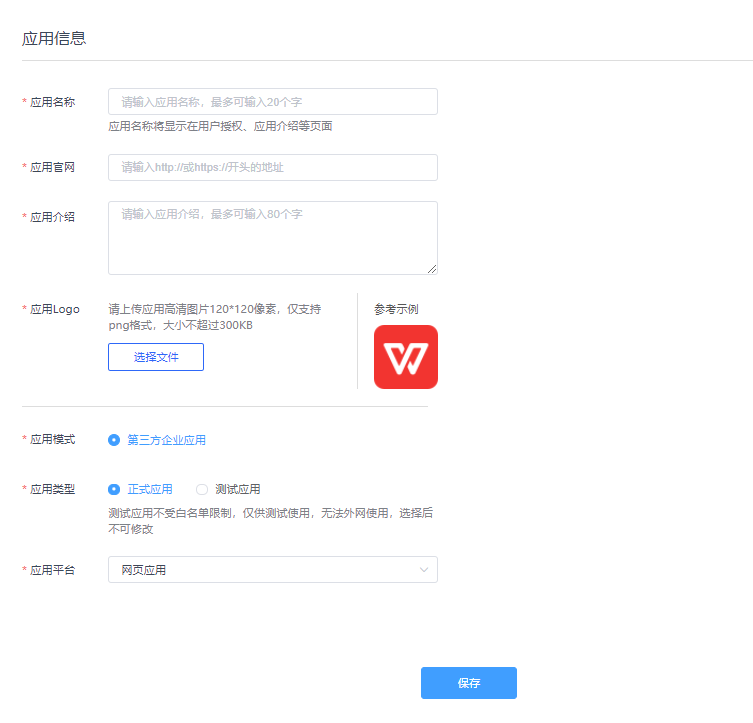 应用信息
* 应用名称
请输入应用名称，最多可输入20个字
应用名称将显示在用户授权、应用介绍等页面
* 应用官网
请输入http://或https://开头的地址
* 应用介绍
请输入应用介绍，最多可输入80个字
* 应用Logo
请上传应用高清图片120*120像素，仅支持
png格式，大小不超过300KB
选择文件
参考示例
W
* 应用模式
第三方企业应用
* 应用类型
正式应用
测试应用
测试应用不受白名单限制，仅供测试使用，无法外网使用，选择后
不可修改
* 应用平台
网页应用
保存